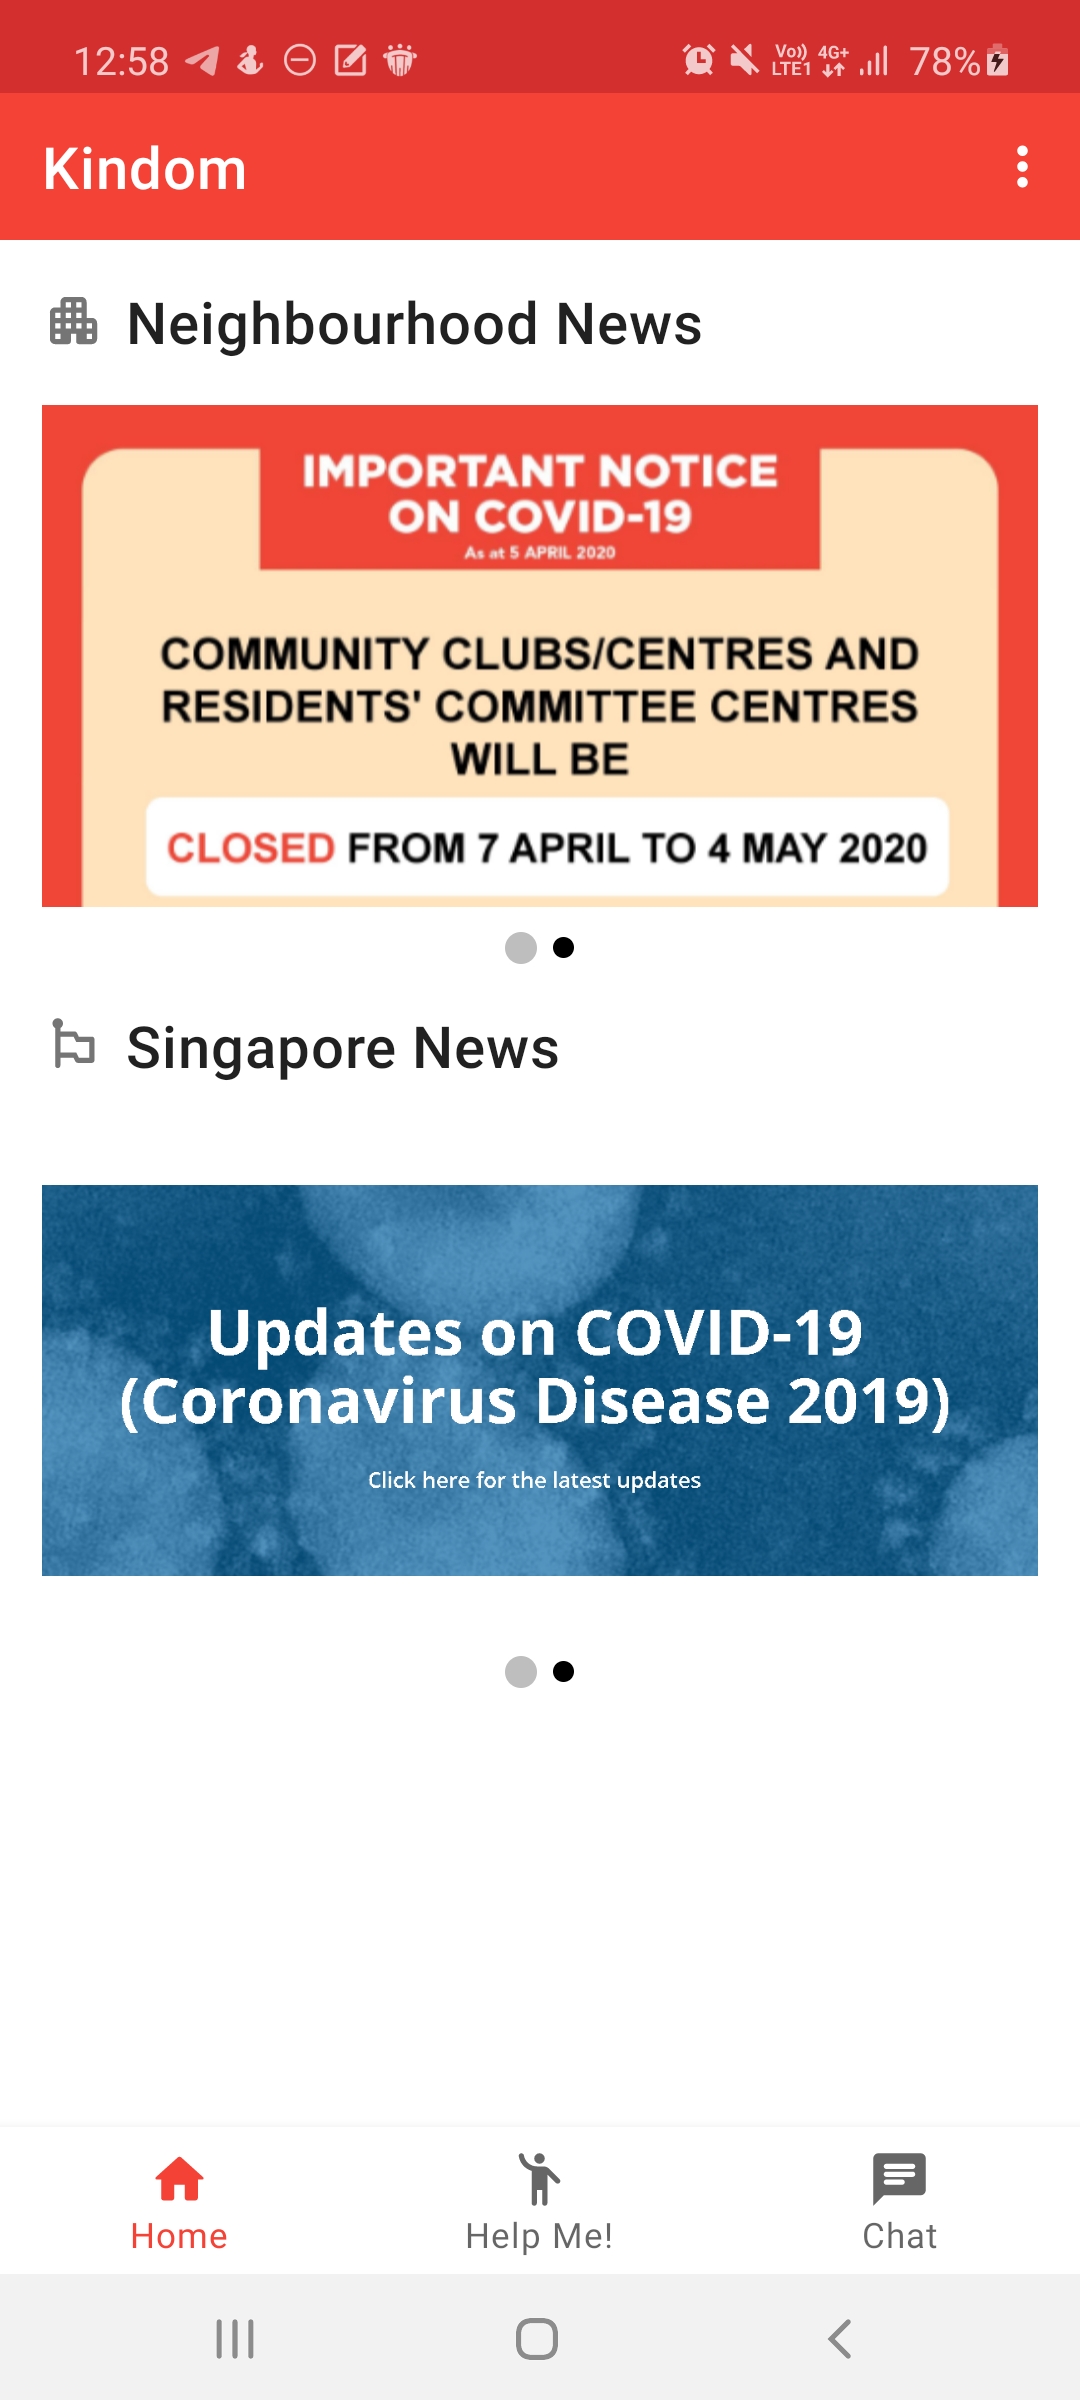 12:58
Vo)) 4G+
LTE1
78%
Kindom
Neighbourhood News
IMPORTANT NOTICE
ON COVID-19
As at 5 APRIL 2020
COMMUNITY CLUBS/CENTRES AND
RESIDENTS' COMMITTEE CENTRES
WILL BE
CLOSED FROM 7 APRIL TO 4 MAY 2020
Singapore News
Updates on COVID-19
(Coronavirus Disease 2019)
Click here for the latest updates
Home
Help Me!
Chat